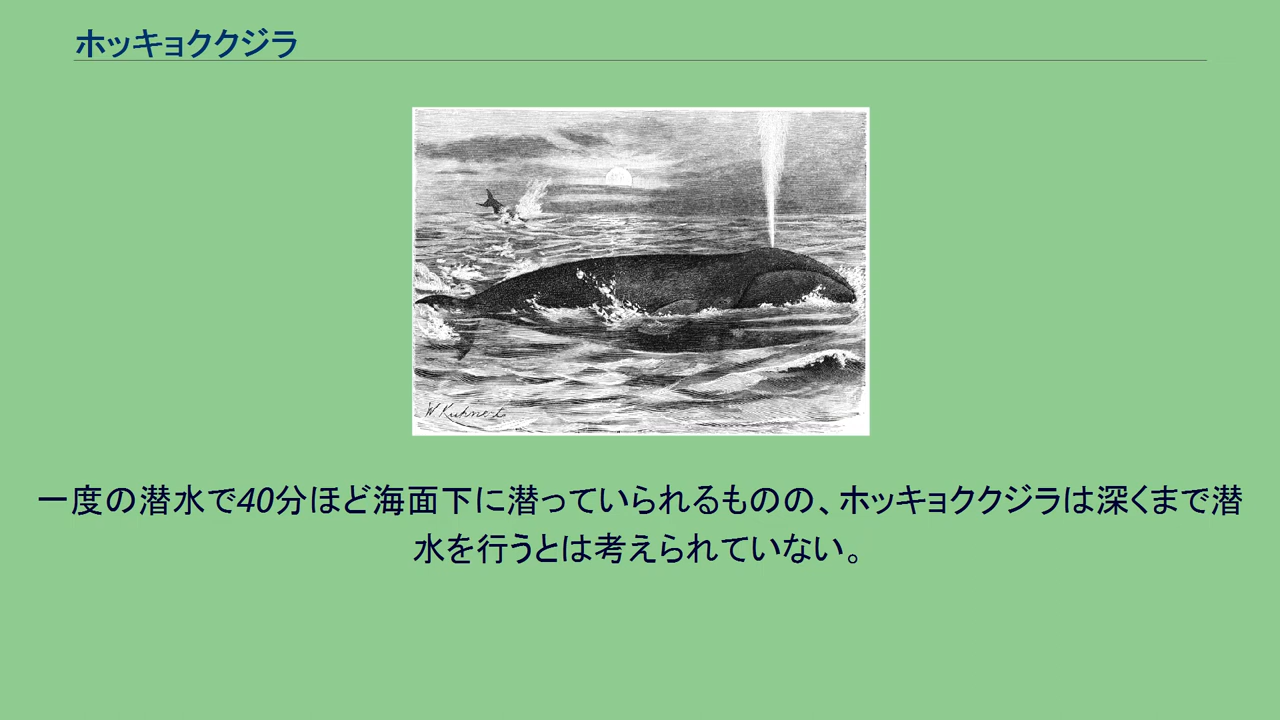 ホッキョククジラ
W. Kuhnert
一度の潜水で40分ほど海面下に潜っていられるものの、ホッキョククジラは深くまで潜
水を行うとは考えられていない。